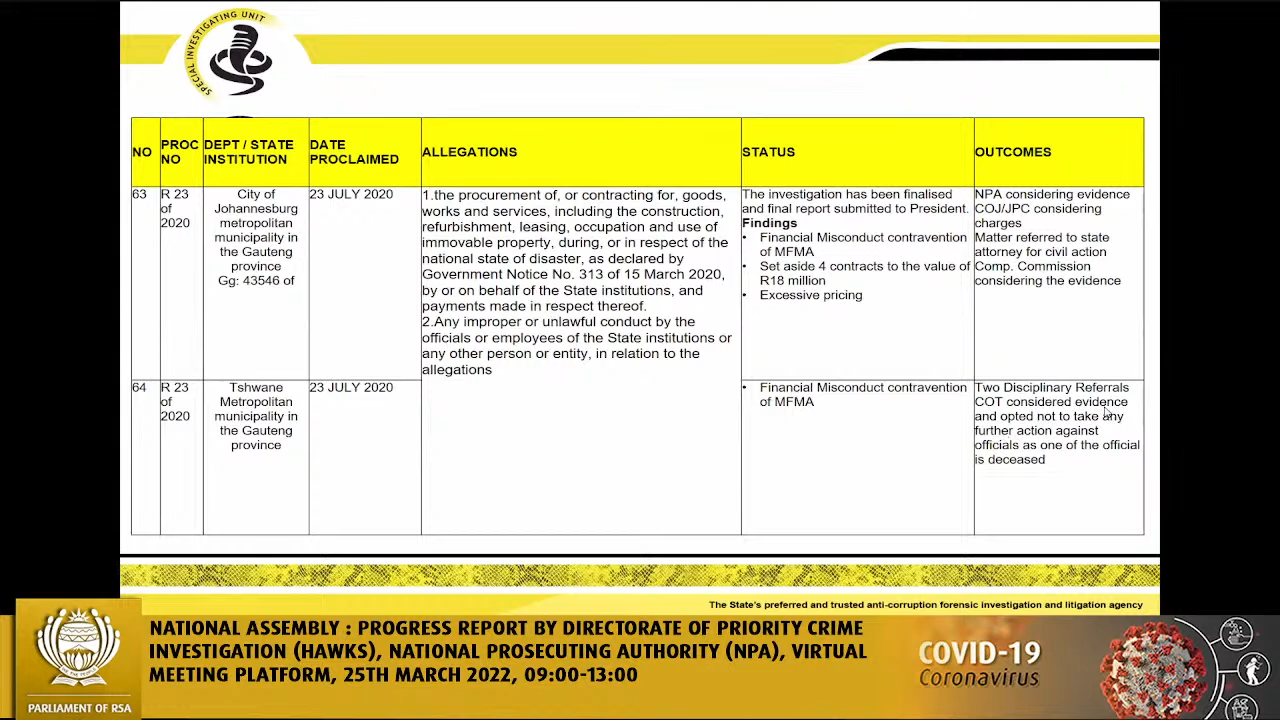 SPECIAL INVESTIGATING UNIT
NO
PROC
NO
DEPT / STATE
INSTITUTION
DATE
PROCLAIMED
ALLEGATIONS
STATUS
OUTCOMES
63
R 23
of
2020
City of
Johannesburg
metropolitan
municipality in
the Gauteng
province
Gg: 43546 of
23 JULY 2020
1.the procurement of, or contracting for, goods,
works and services, including the construction,
refurbishment, leasing, occupation and use of
immovable property, during, or in respect of the
national state of disaster, as declared by
Government Notice No. 313 of 15 March 2020,
by or on behalf of the State institutions, and
payments made in respect thereof.
2.Any improper or unlawful conduct by the
officials or employees of the State institutions or
any other person or entity, in relation to the
allegations
The investigation has been finalised
and final report submitted to President.
Findings
• Financial Misconduct contravention
of MFMA
• Set aside 4 contracts to the value of
R18 million
• Excessive pricing
NPA considering evidence
COJ/JPC considering
charges
Matter referred to state
attorney for civil action
Comp. Commission
considering the evidence
64
R 23
of
2020
Tshwane
Metropolitan
municipality in
the Gauteng
province
23 JULY 2020
• Financial Misconduct contravention
of MFMA
Two Disciplinary Referrals
COT considered evidence
and opted not to take any
further action against
officials as one of the official
is deceased
The State's preferred and trusted anti-corruption forensic investigation and litigation agency
NATIONAL ASSEMBLY : PROGRESS REPORT BY DIRECTORATE OF PRIORITY CRIME
INVESTIGATION (HAWKS), NATIONAL PROSECUTING AUTHORITY (NPA), VIRTUAL
MEETING PLATFORM, 25TH MARCH 2022, 09:00-13:00
PARLIAMENT OF RSA
COVID-19
Coronavirus